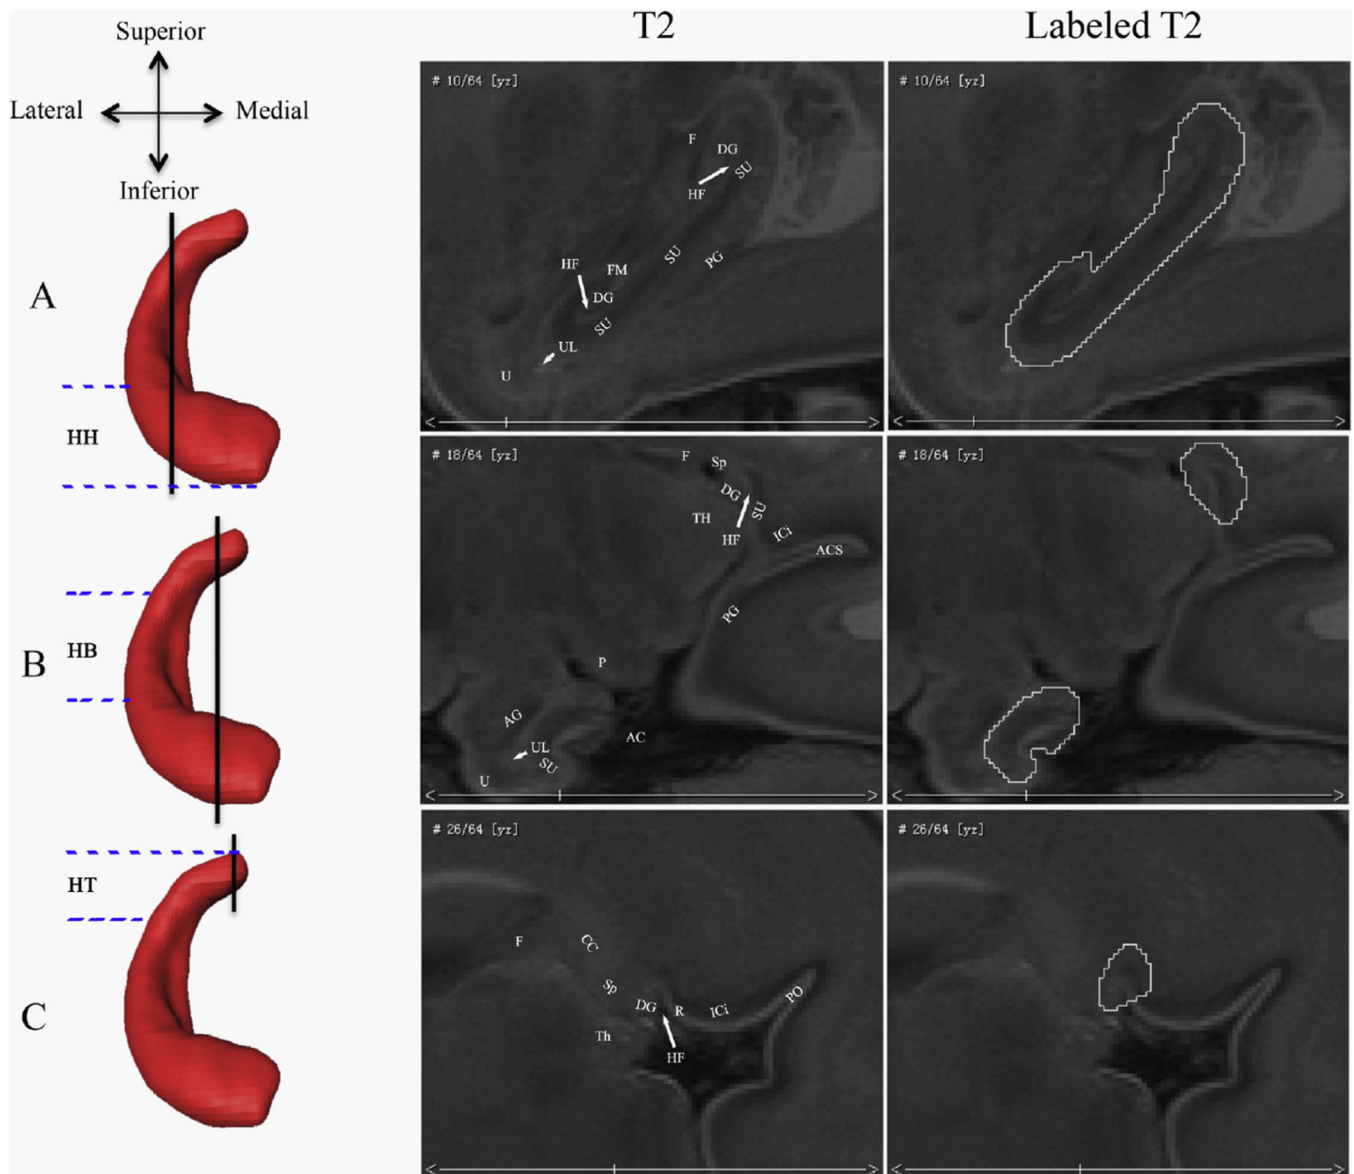 T2
Labeled T2
Superior
Lateral
Medial
Inferior
A
HH
# 10/64 [yz]
F
DG
SU
HF
SU
PG
HF
FM
DG
SU
UL
U
# 10/64 [yz]
B
HB
# 18/64 [yz]
F
Sp
DG
SU
TH
HF
ICi
ACS
PG
P
AG
AC
UL
SU
U
# 18/64 [yz]
HT
C
# 26/64 [yz]
F
CC
Sp
DG
R
ICi
PO
Th
HF
# 26/64 [yz]